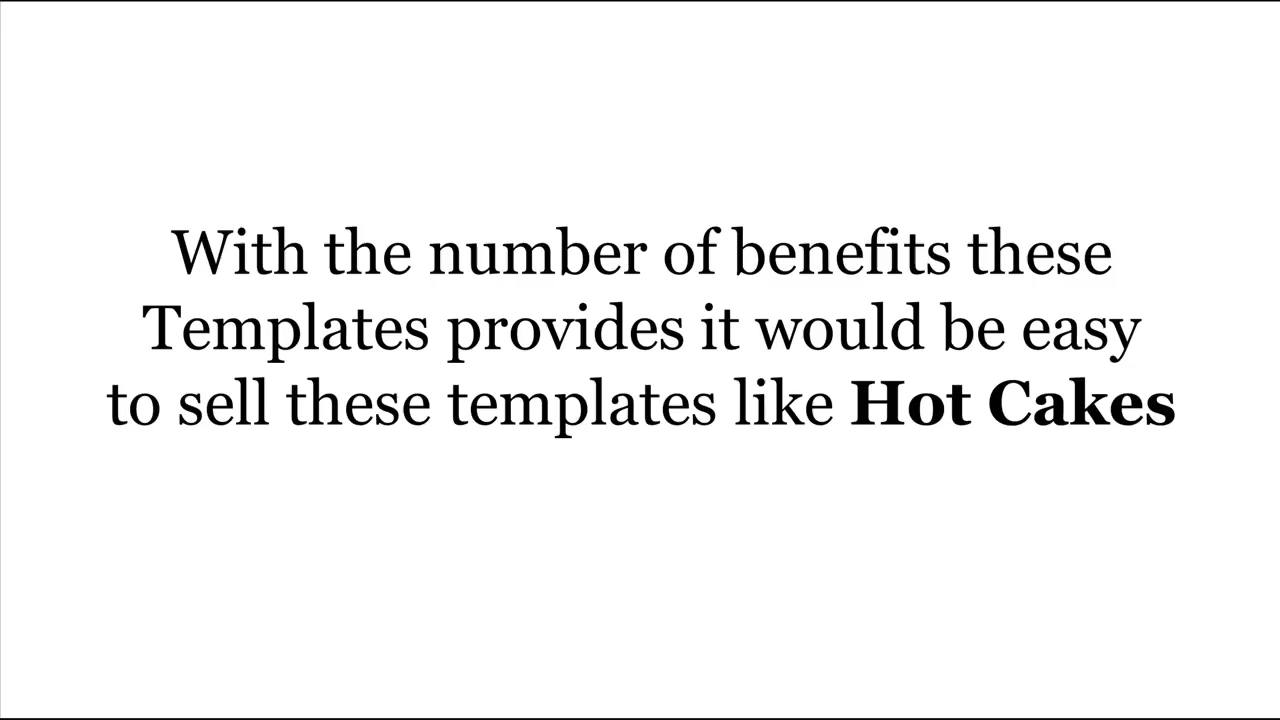 With the number of benefits these
Templates provides it would be easy
to sell these templates like Hot Cakes